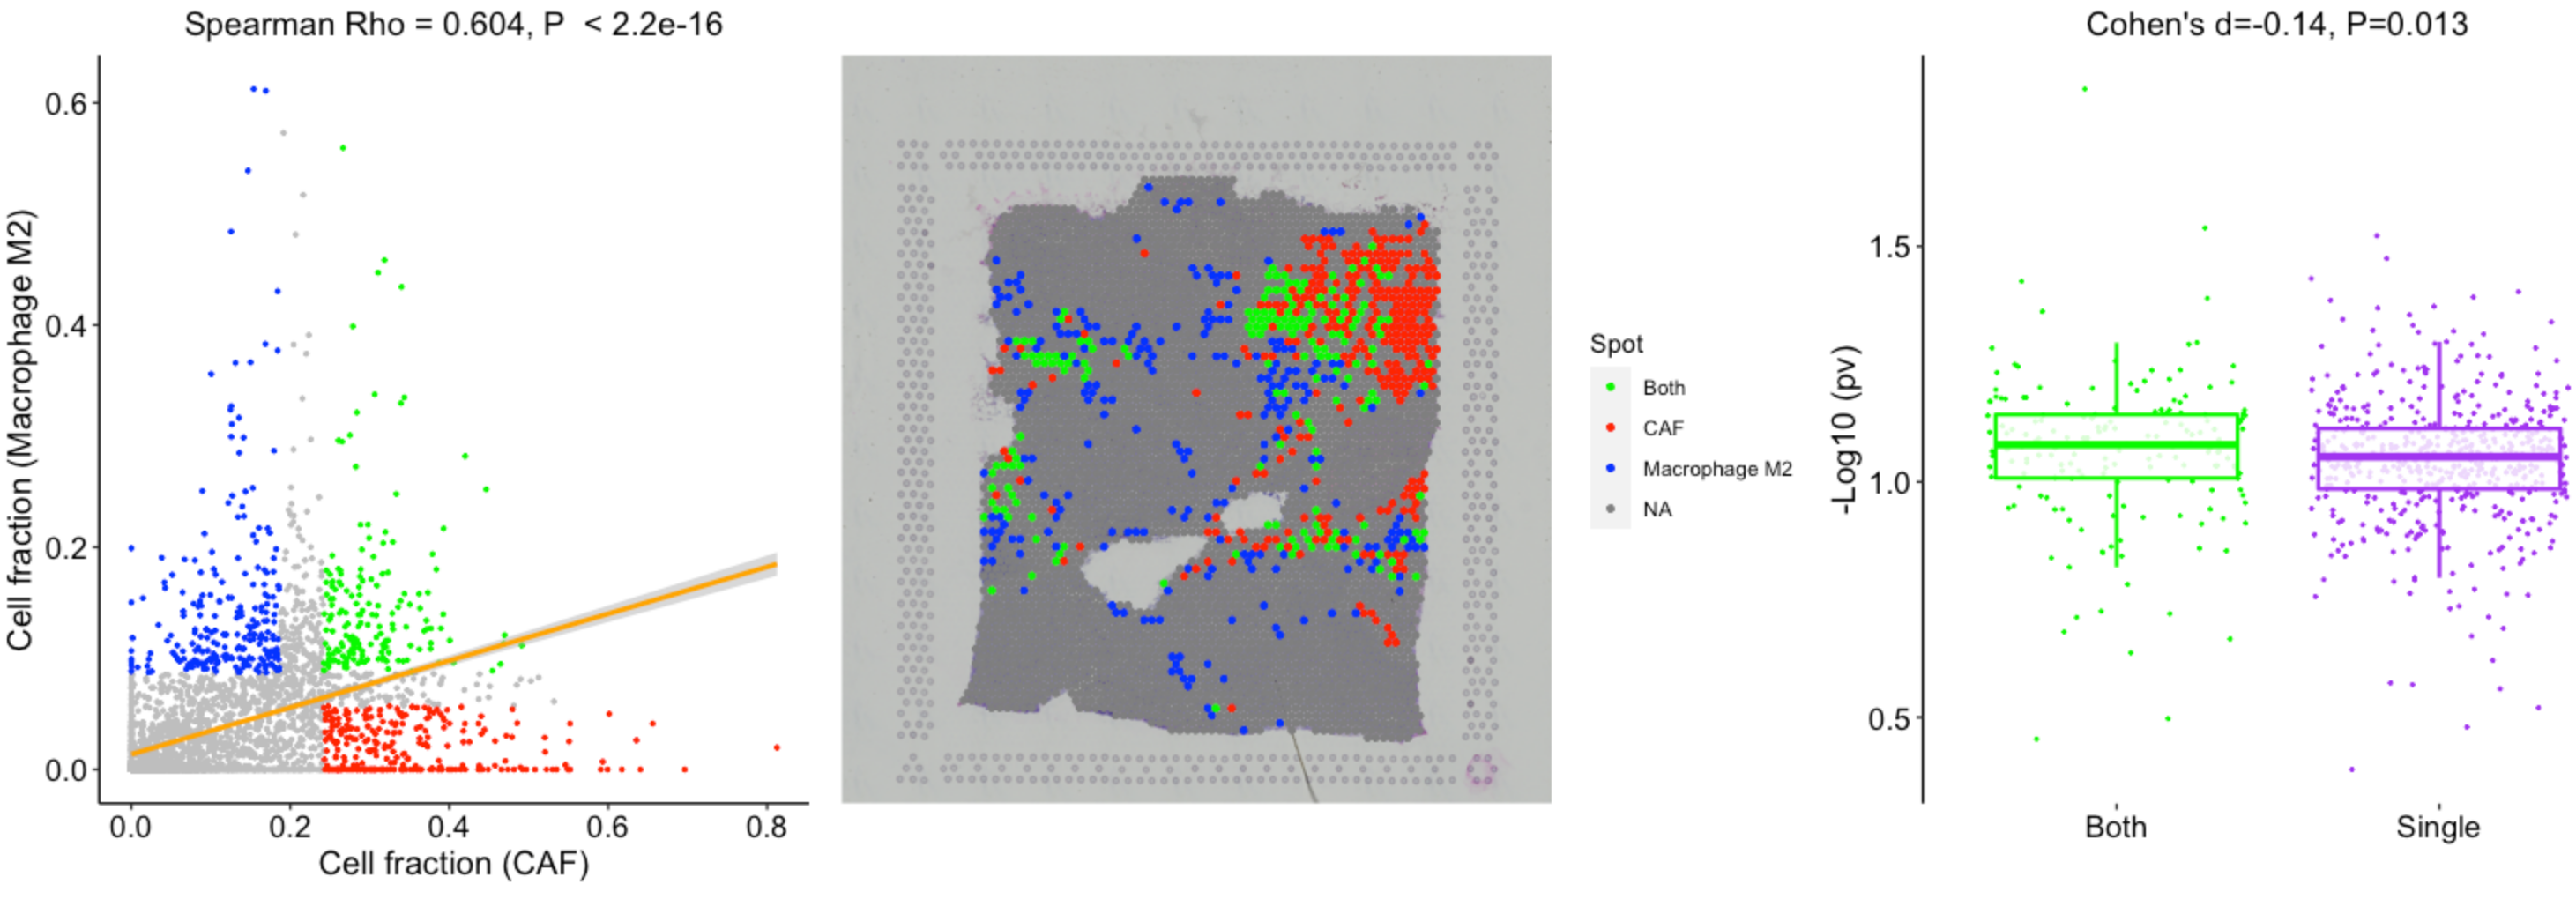 Spearman Rho = 0.604, P < 2.2e-16
Cell fraction (Macrophage M2)
0.6
0.4
0.2
0.0
0.0 0.2 0.4 0.6 0.8
Cell fraction (CAF)
Spot
Both
CAF
Macrophage M2
NA
Cohen's d=-0.14, P=0.013
-Log10 (pv)
1.5
1.0
0.5
Both Single